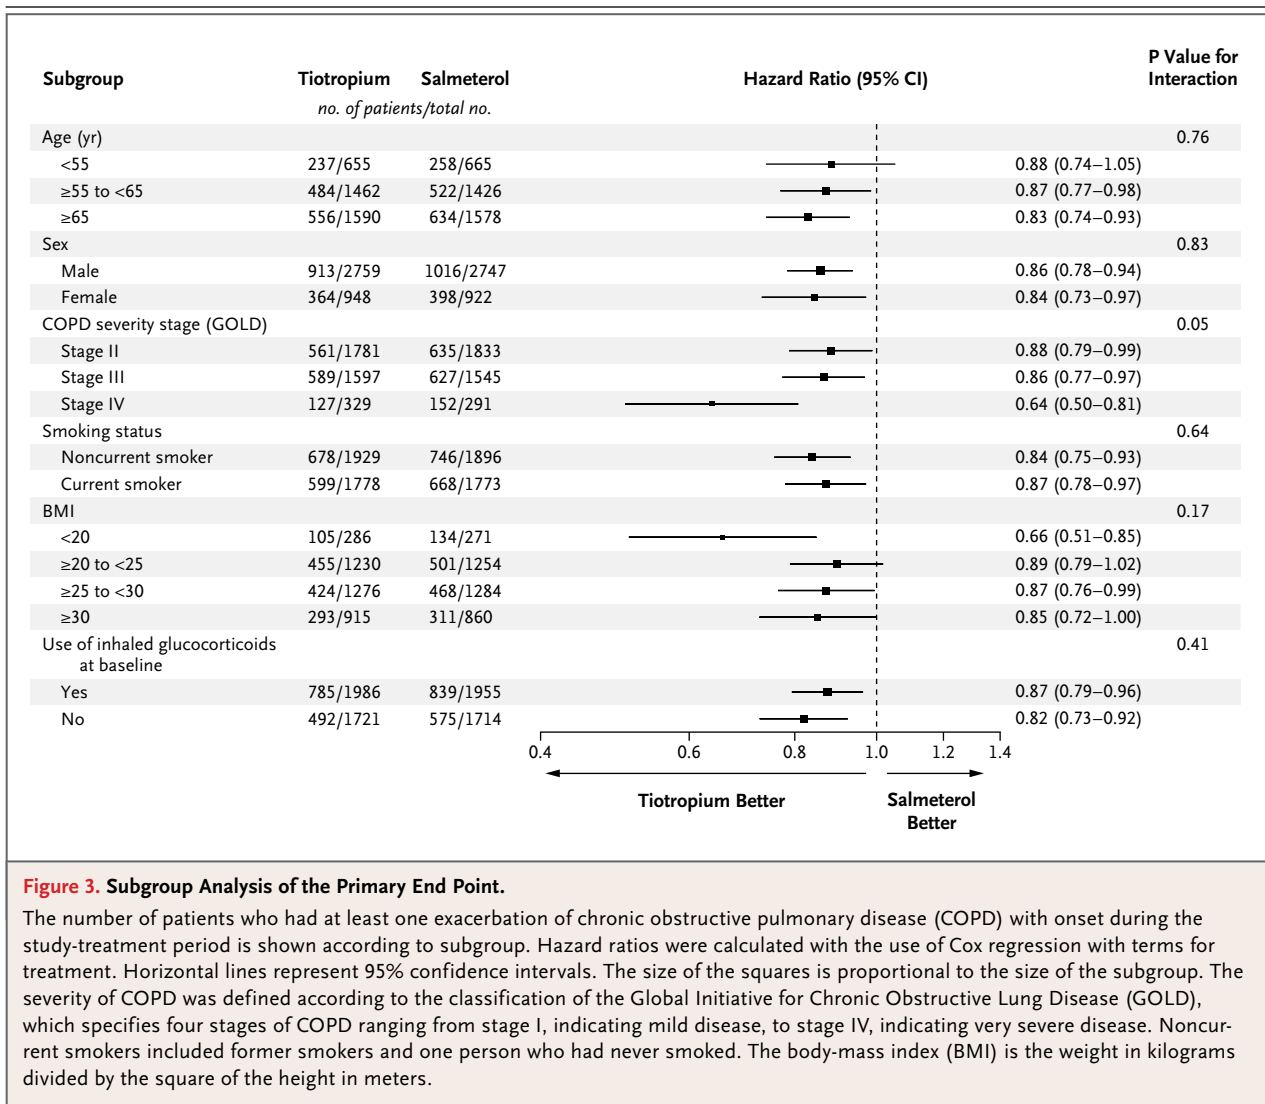 Subgroup Tiotropium Salmeterol Hazard Ratio (95% CI) P Value for Interaction
no. of patients/total no.
Age (yr) 0.76
<55 237/655 258/665 0.88 (0.74–1.05)
≥55 to <65 484/1462 522/1426 0.87 (0.77–0.98)
≥65 556/1590 634/1578 0.83 (0.74–0.93)
Sex 0.83
Male 913/2759 1016/2747 0.86 (0.78–0.94)
Female 364/948 398/922 0.84 (0.73–0.97)
COPD severity stage (GOLD) 0.05
Stage II 561/1781 635/1833 0.88 (0.79–0.99)
Stage III 589/1597 627/1545 0.86 (0.77–0.97)
Stage IV 127/329 152/291 0.64 (0.50–0.81)
Smoking status 0.64
Noncurrent smoker 678/1929 746/1896 0.84 (0.75–0.93)
Current smoker 599/1778 668/1773 0.87 (0.78–0.97)
BMI 0.17
<20 105/286 134/271 0.66 (0.51–0.85)
≥20 to <25 455/1230 501/1254 0.89 (0.79–1.02)
≥25 to <30 424/1276 468/1284 0.87 (0.76–0.99)
≥30 293/915 311/860 0.85 (0.72–1.00)
Use of inhaled glucocorticoids 0.41
at baseline
Yes 785/1986 839/1955 0.87 (0.79–0.96)
No 492/1721 575/1714 0.82 (0.73–0.92)
0.4 0.6 0.8 1.0 1.2 1.4
Tiotropium Better Salmeterol
Better
Figure 3. Subgroup Analysis of the Primary End Point.
The number of patients who had at least one exacerbation of chronic obstructive pulmonary disease (COPD) with onset during the
study-treatment period is shown according to subgroup. Hazard ratios were calculated with the use of Cox regression with terms for
treatment. Horizontal lines represent 95% confidence intervals. The size of the squares is proportional to the size of the subgroup. The
severity of COPD was defined according to the classification of the Global Initiative for Chronic Obstructive Lung Disease (GOLD),
which specifies four stages of COPD ranging from stage I, indicating mild disease, to stage IV, indicating very severe disease. Noncur-
rent smokers included former smokers and one person who had never smoked. The body-mass index (BMI) is the weight in kilograms
divided by the square of the height in meters.